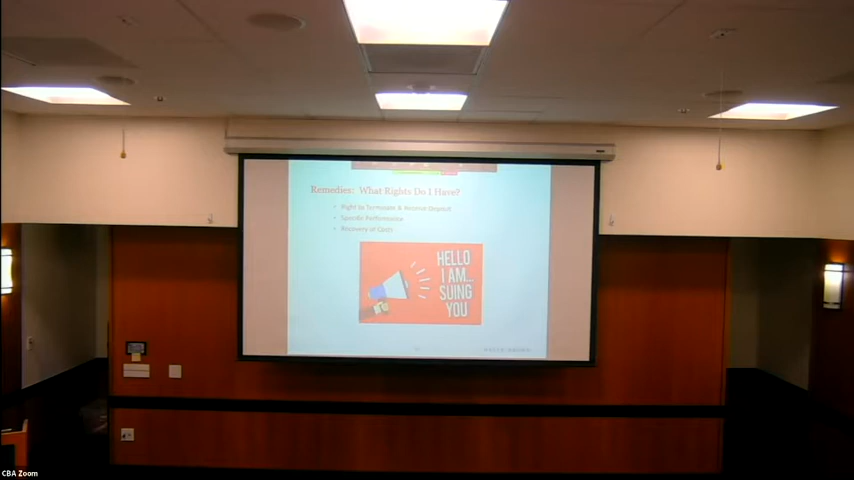 Remedies: What Rights Do I Have?
• Right to Terminate & Receive Deposit
• Specific Performance
• Recovery of Costs
HELLO
I AM...
SUING
YOU
CBA Zoom